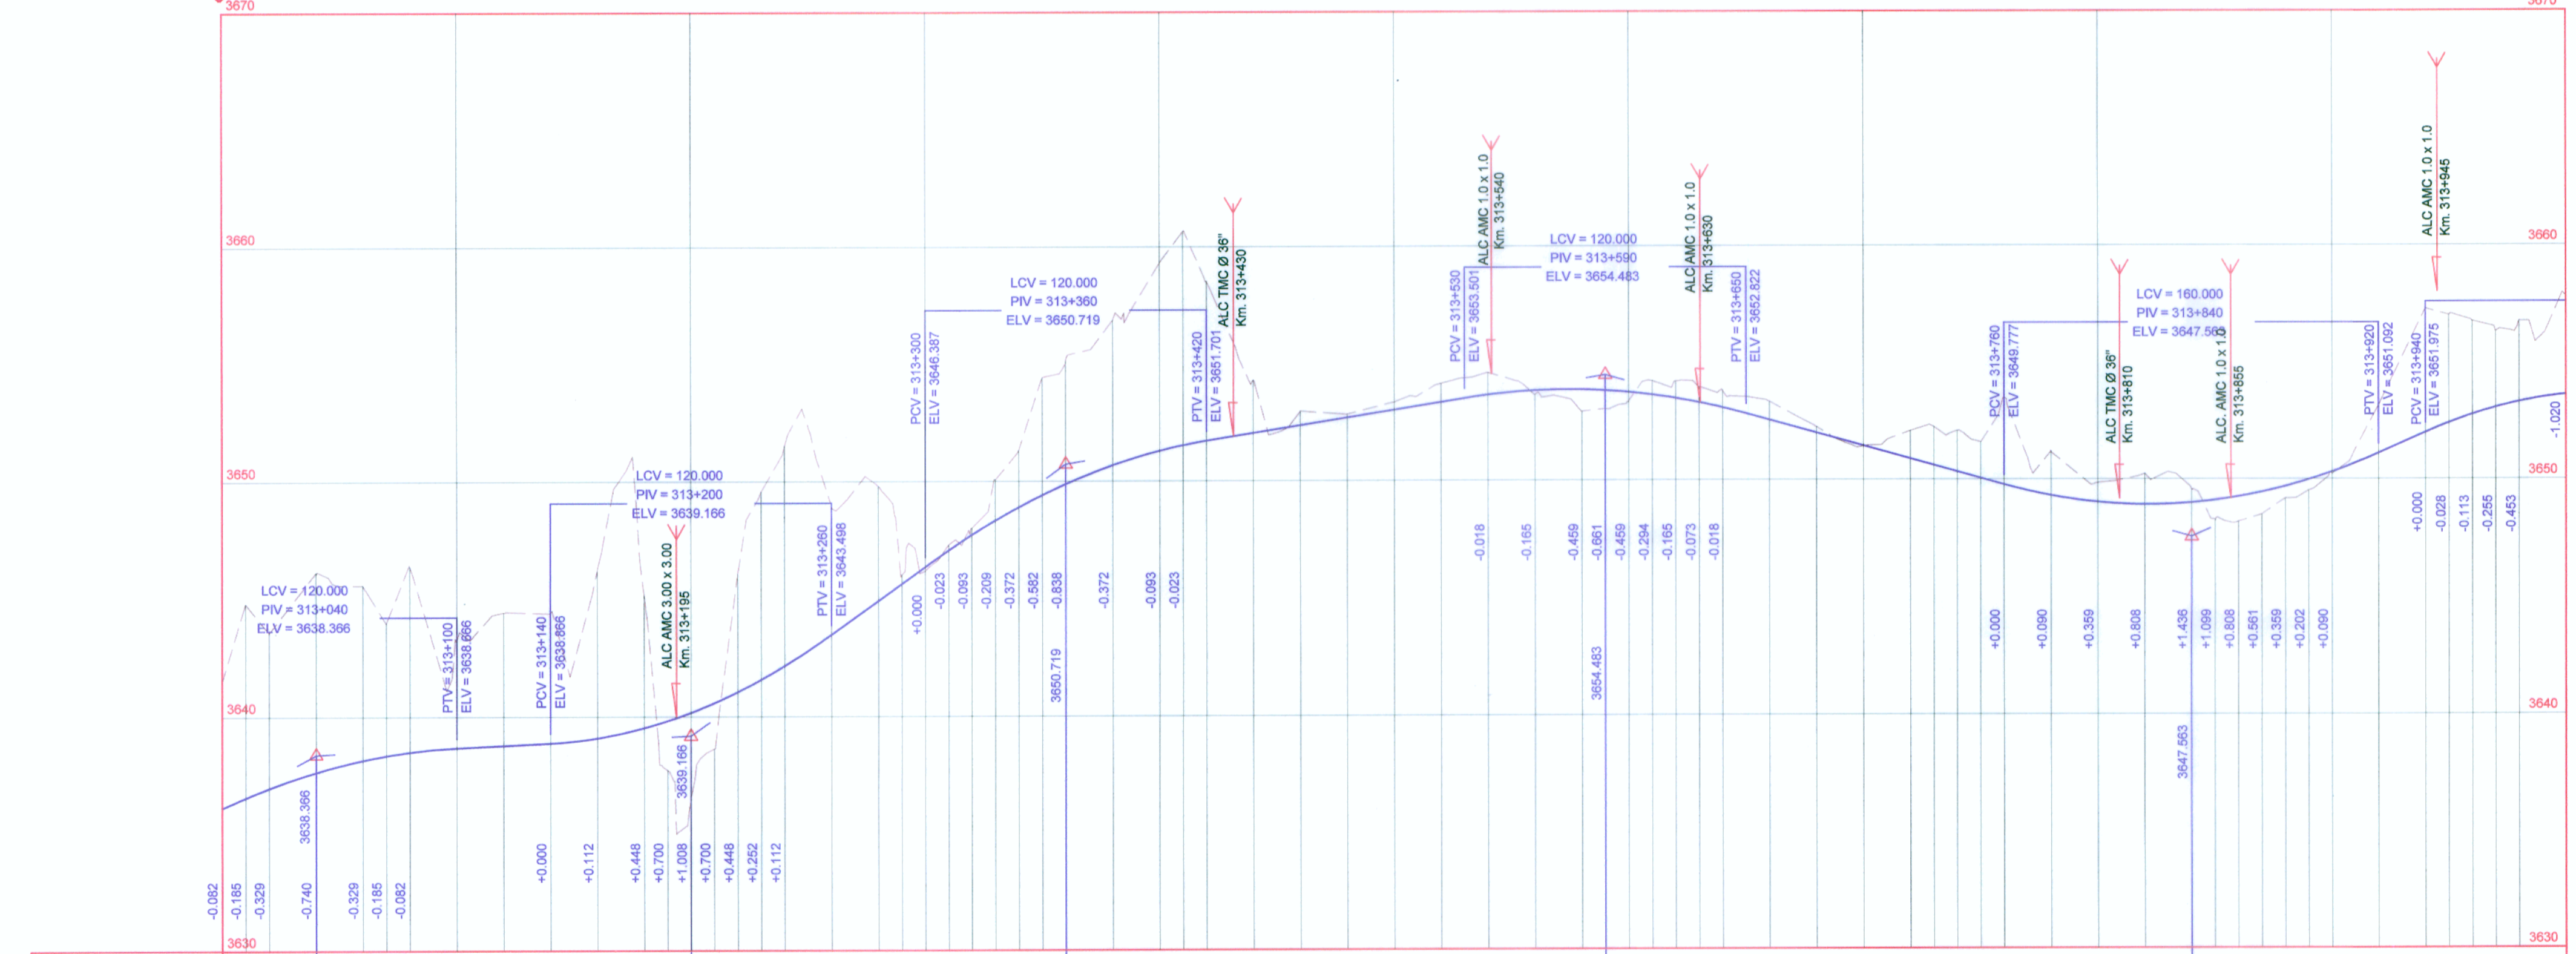 3670
3670
3660
3660
3650
3650
3640
3640
3630
3630
LCV = 120.000
PIV = 313+040
ELV = 3638.366
PTV = 313+100
ELV = 3638.666
PCV = 313+140
ELV = 3638.866
LCV = 120.000
PIV = 313+200
ELV = 3639.166
ALC AMC 3.00 x 3.00
Km. 313+195
PTV = 313+260
ELV = 3643.498
PCV = 313+300
ELV = 3646.387
LCV = 120.000
PIV = 313+360
ELV = 3650.719
PTV = 313+420
ELV = 3651.701
ALC TMC Ø 36"
Km. 313+430
PCV = 313+530
ELV = 3653.501
ALC AMC 1.0 x 1.0
Km. 313+540
LCV = 120.000
PIV = 313+590
ELV = 3654.483
ALC AMC 1.0 x 1.0
Km. 313+630
PTV = 313+650
ELV = 3652.822
PCV = 313+760
ELV = 3649.777
LCV = 160.000
PIV = 313+840
ELV = 3647.563
ALC TMC Ø 36"
Km. 313+810
ALC. AMC 1.0 x 1.0
Km. 313+855
PTV = 313+920
ELV = 3651.092
PCV = 313+940
ELV = 3651.975
ALC AMC 1.0 x 1.0
Km. 313+945
3638.366
3639.166
3650.719
3654.483
3647.563
-0.082
-0.185
-0.329
-0.740
-0.329
-0.185
-0.082
+0.000
+0.112
+0.448
+0.700
+1.008
+0.700
+0.448
+0.252
+0.112
+0.000
-0.023
-0.093
-0.209
-0.372
-0.582
-0.838
-0.372
-0.093
-0.023
-0.018
-0.165
-0.459
-0.661
-0.459
-0.294
-0.165
-0.073
-0.018
+0.000
+0.090
+0.359
+0.808
+1.436
+1.099
+0.808
+0.561
+0.359
+0.202
+0.090
+0.000
-0.028
-0.113
-0.255
-0.453
-1.020